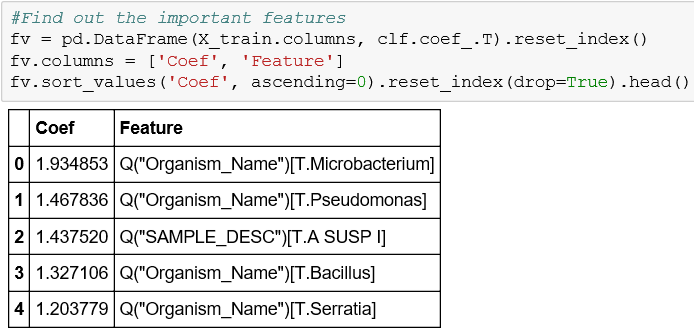 #Find out the important features
fv = pd.DataFrame(X_train.columns, clf.coef_.T).reset_index()
fv.columns = ['Coef', 'Feature']
fv.sort_values('Coef', ascending=0).reset_index(drop=True).head()
Coef Feature
0 1.934853 Q("Organism_Name")[T.Microbacterium]
1 1.467836 Q("Organism_Name")[T.Pseudomonas]
2 1.437520 Q("SAMPLE_DESC")[T.A SUSP I]
3 1.327106 Q("Organism_Name")[T.Bacillus]
4 1.203779 Q("Organism_Name")[T.Serratia]